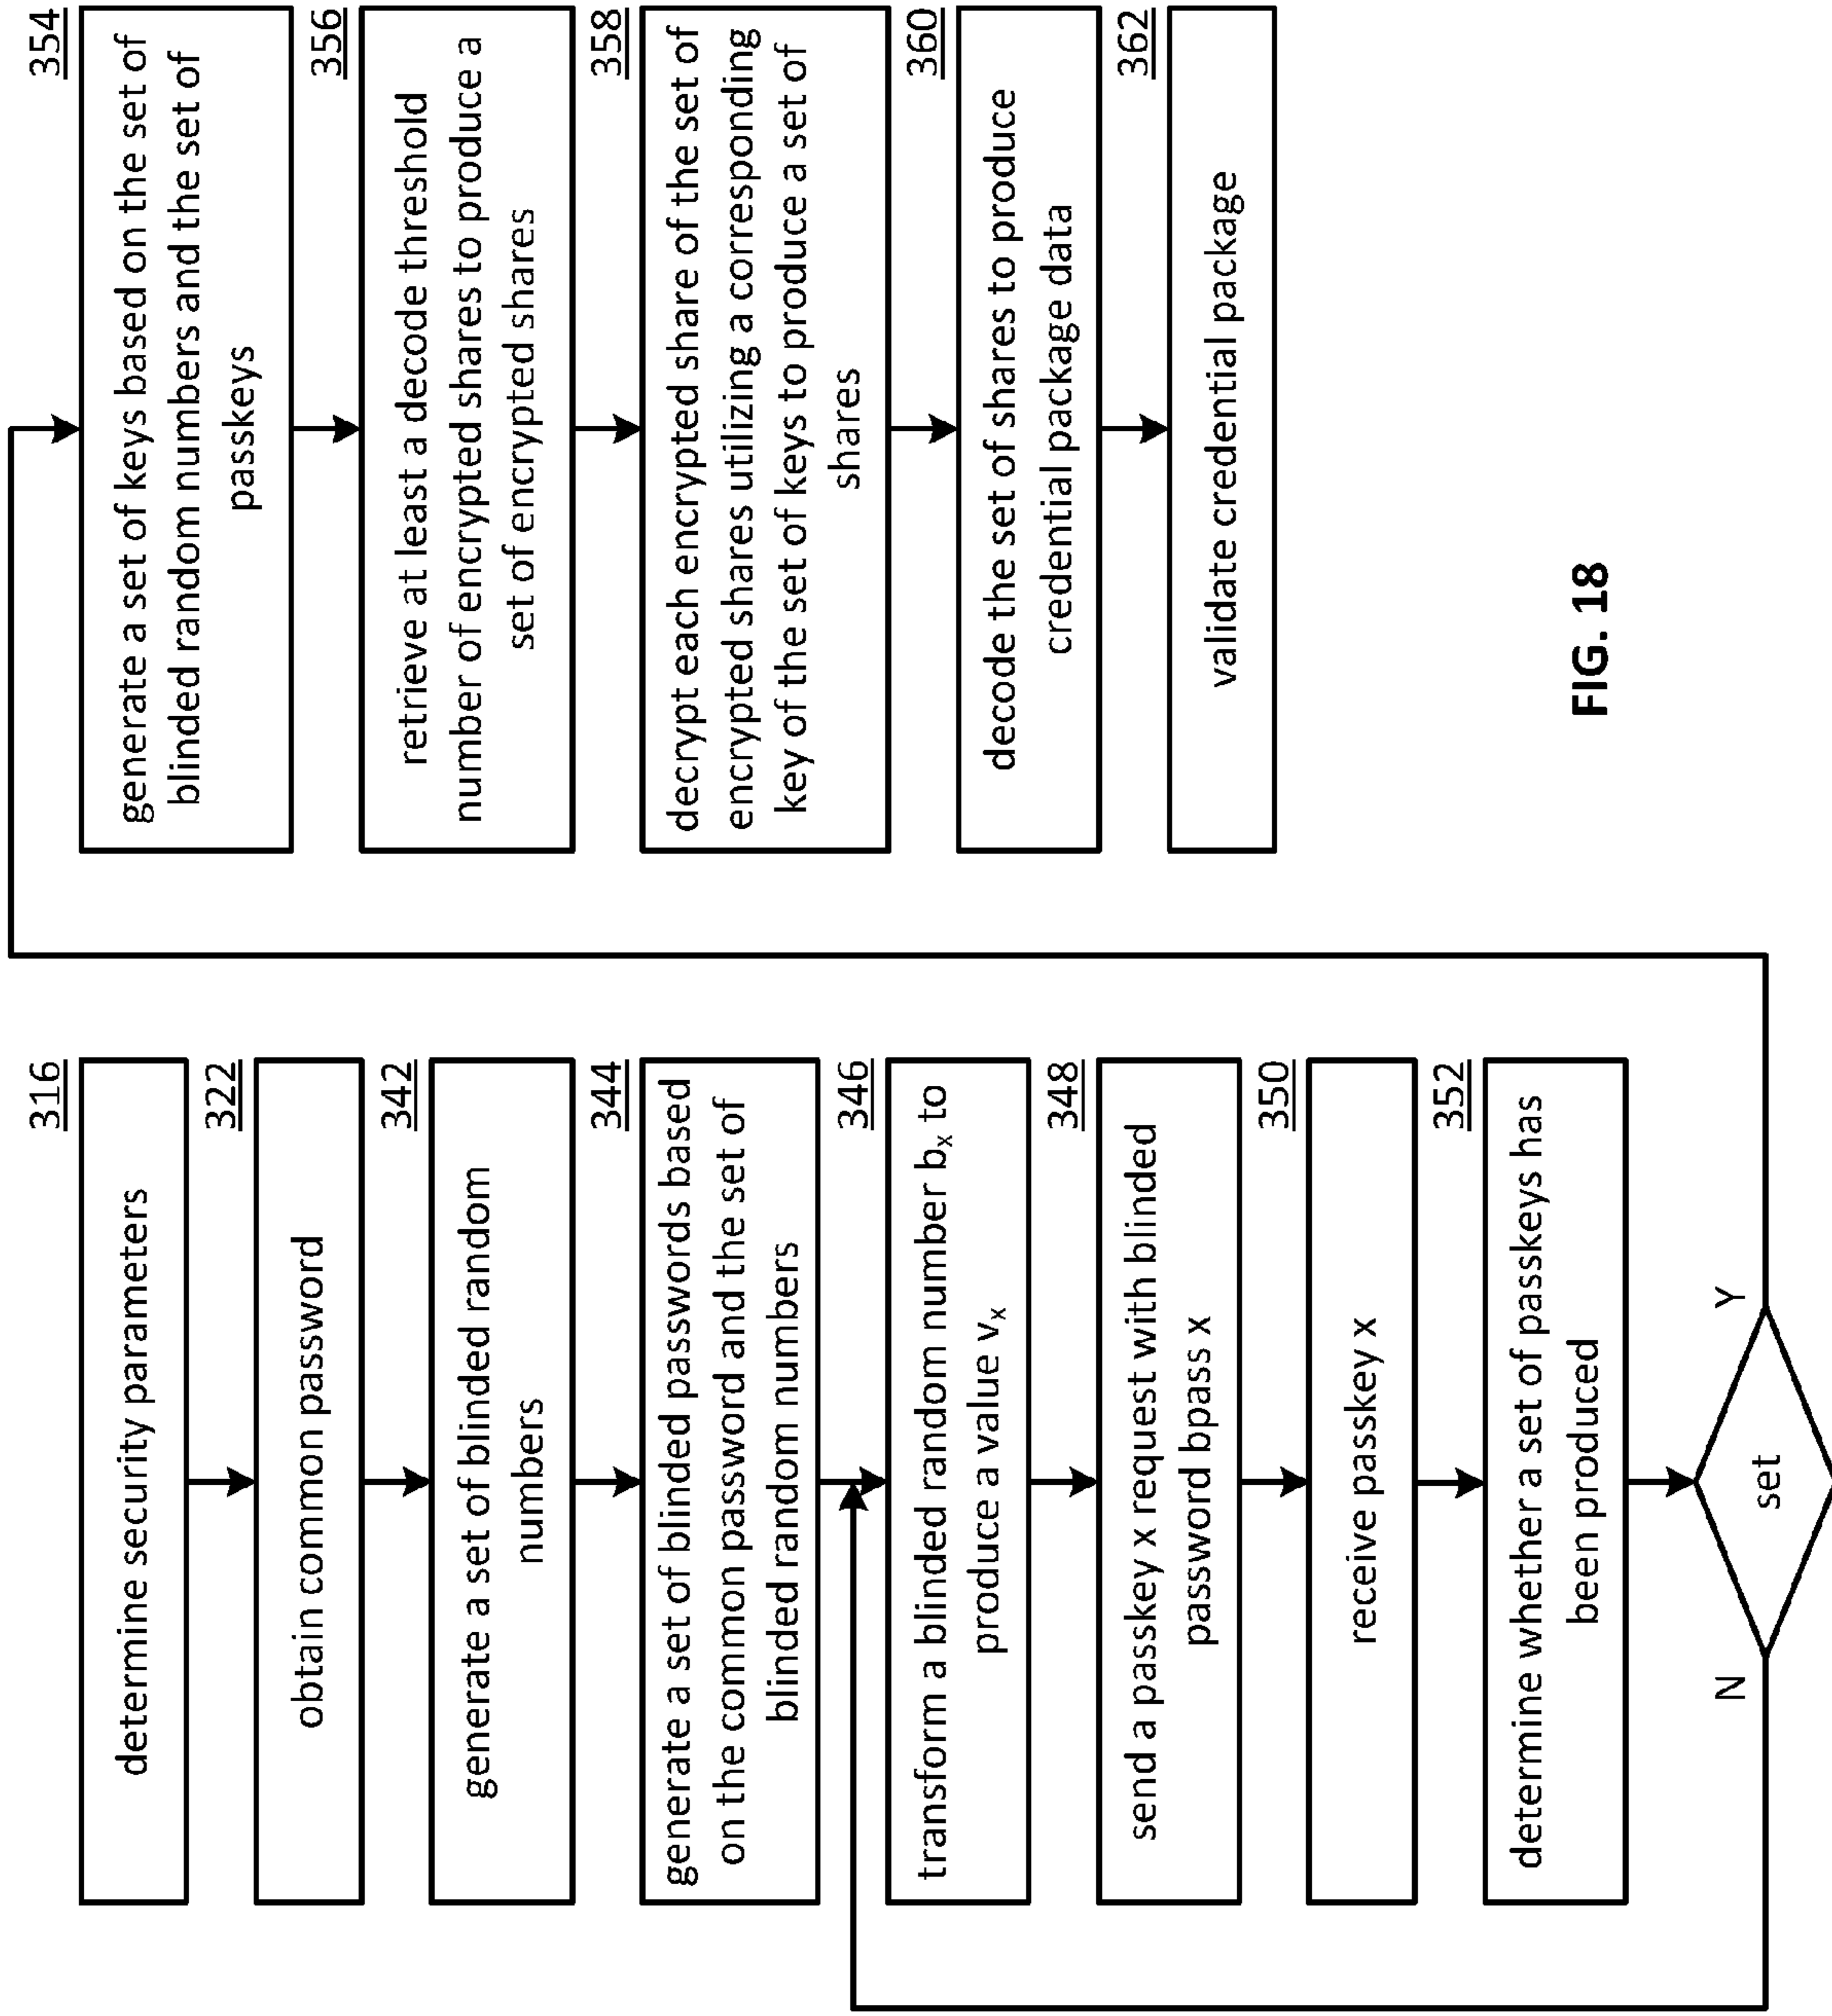 316
determine security parameters
322
obtain common password
342
generate a set of blinded random
numbers
344
generate a set of blinded passwords based
on the common password and the set of
blinded random numbers
346
transform a blinded random number bₓ to
produce a value vₓ
348
send a passkey x request with blinded
password bpass x
350
receive passkey x
352
determine whether a set of passkeys has
been produced
set
N
Y
354
generate a set of keys based on the set of
blinded random numbers and the set of
passkeys
356
retrieve at least a decode threshold
number of encrypted shares to produce a
set of encrypted shares
358
decrypt each encrypted share of the set of
encrypted shares utilizing a corresponding
key of the set of keys to produce a set of
shares
360
decode the set of shares to produce
credential package data
362
validate credential package
FIG. 18